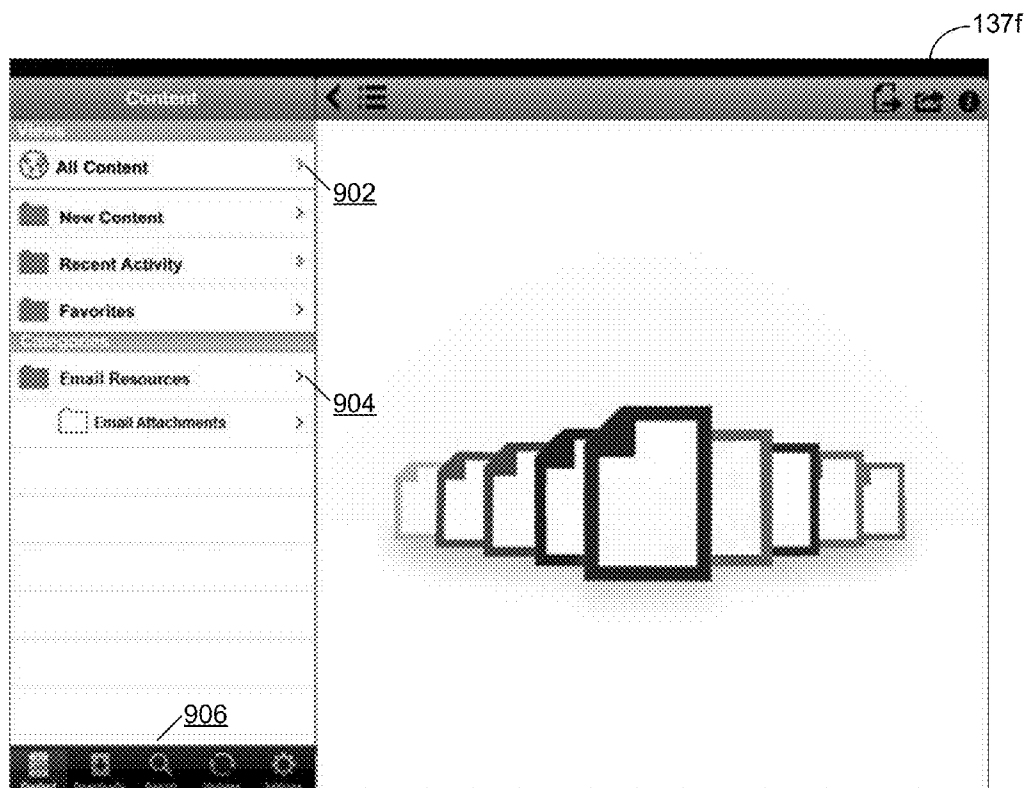 137f
Content
All Content
902
New Content
Recent Activity
Favorites
Email Resources
904
Email Attachments
906